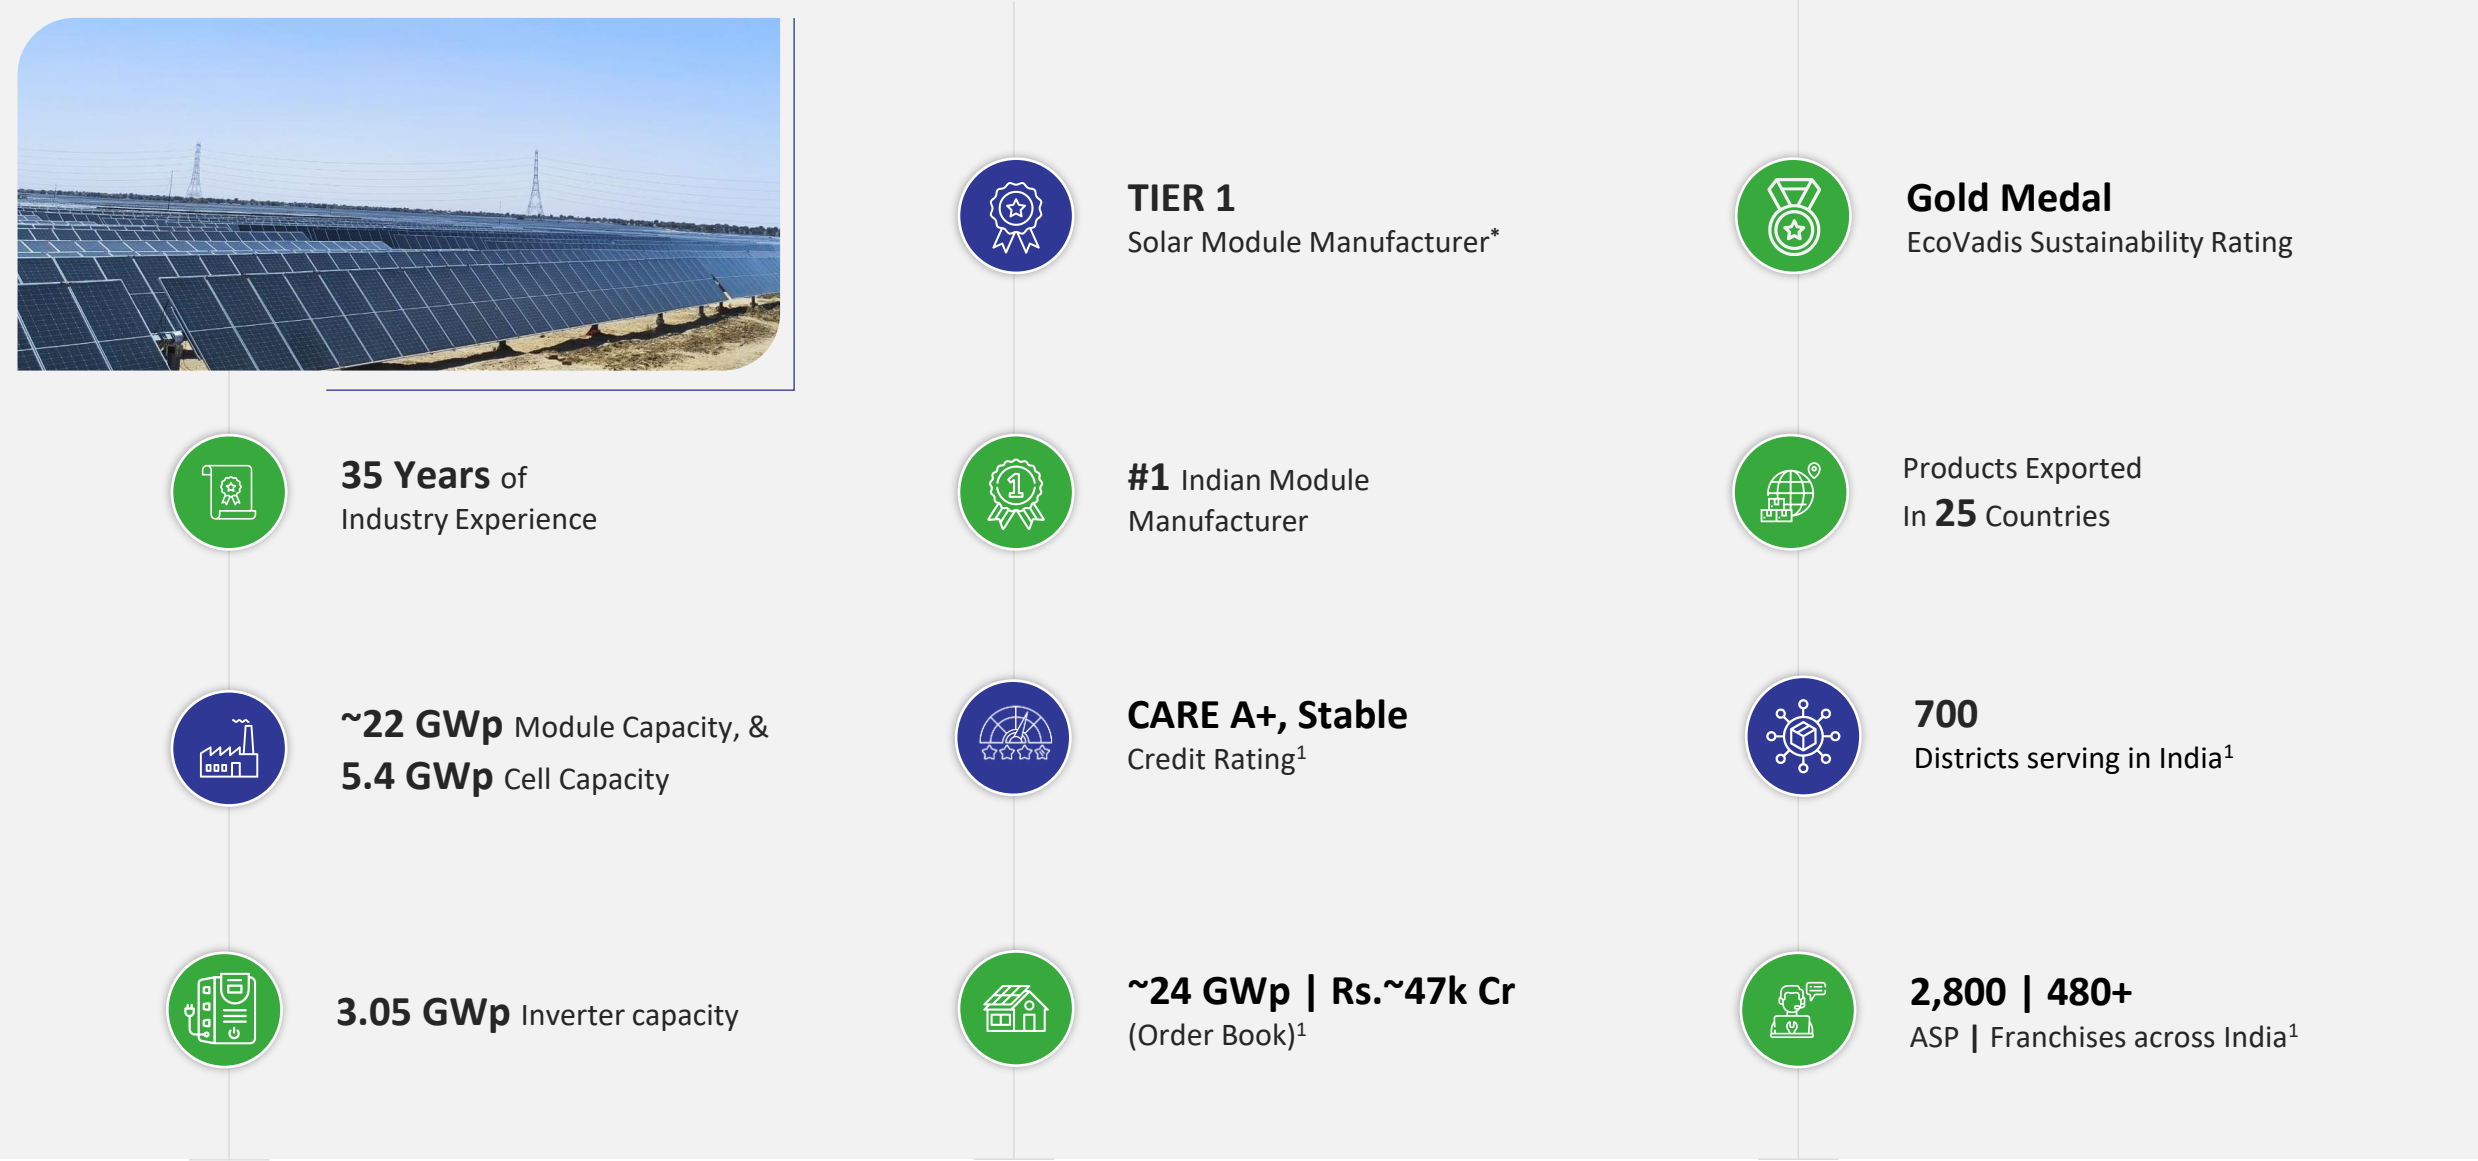 35 Years of
Industry Experience
~22 GWp Module Capacity, &
5.4 GWp Cell Capacity
3.05 GWp Inverter capacity
TIER 1
Solar Module Manufacturer*
#1 Indian Module
Manufacturer
CARE A+, Stable
Credit Rating¹
~24 GWp | Rs.~47k Cr
(Order Book)¹
Gold Medal
EcoVadis Sustainability Rating
Products Exported
In 25 Countries
700
Districts serving in India¹
2,800 | 480+
ASP | Franchises across India¹